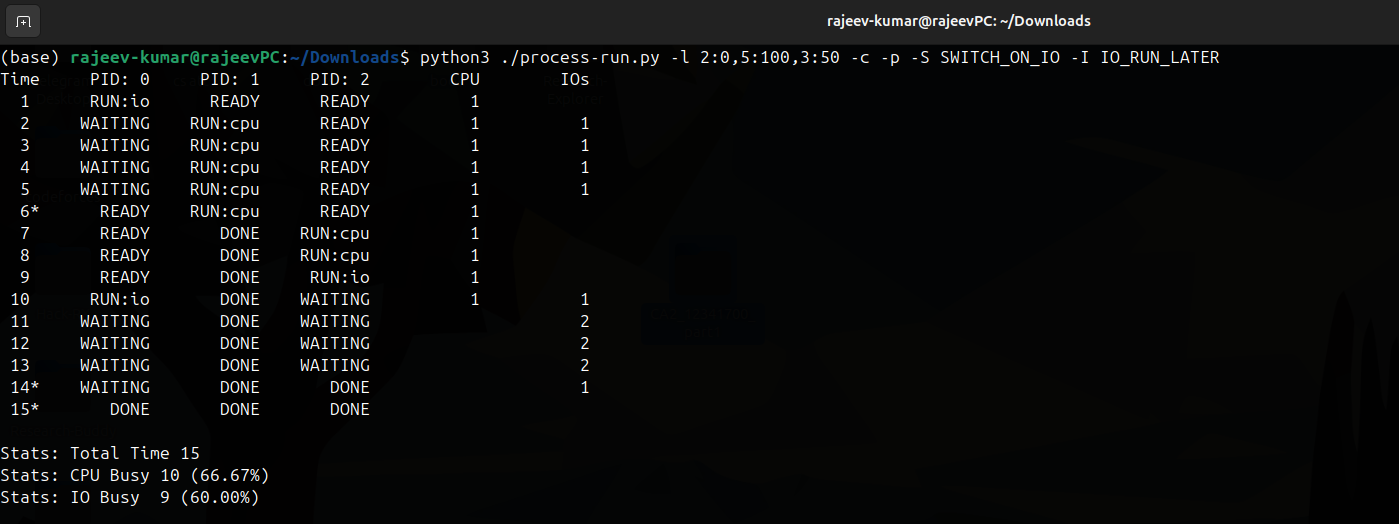 rajeev-kumar@rajeevPC: ~/Downloads
(base) rajeev-kumar@rajeevPC:~/Downloads$ python3 ./process-run.py -l 2:0,5:100,3:50 -c -p -S SWITCH_ON_IO -I IO_RUN_LATER
Time PID: 0 PID: 1 PID: 2 CPU IOs
1 RUN:io READY READY 1
2 WAITING RUN:cpu READY 1 1
3 WAITING RUN:cpu READY 1 1
4 WAITING RUN:cpu READY 1 1
5 WAITING RUN:cpu READY 1 1
6* READY RUN:cpu READY 1
7 READY DONE RUN:cpu 1
8 READY DONE RUN:cpu 1
9 READY DONE RUN:io 1
10 RUN:io DONE WAITING 1 1
11 WAITING DONE WAITING 2
12 WAITING DONE WAITING 2
13 WAITING DONE WAITING 2
14* WAITING DONE DONE 1
15* DONE DONE DONE
Stats: Total Time 15
Stats: CPU Busy 10 (66.67%)
Stats: IO Busy 9 (60.00%)